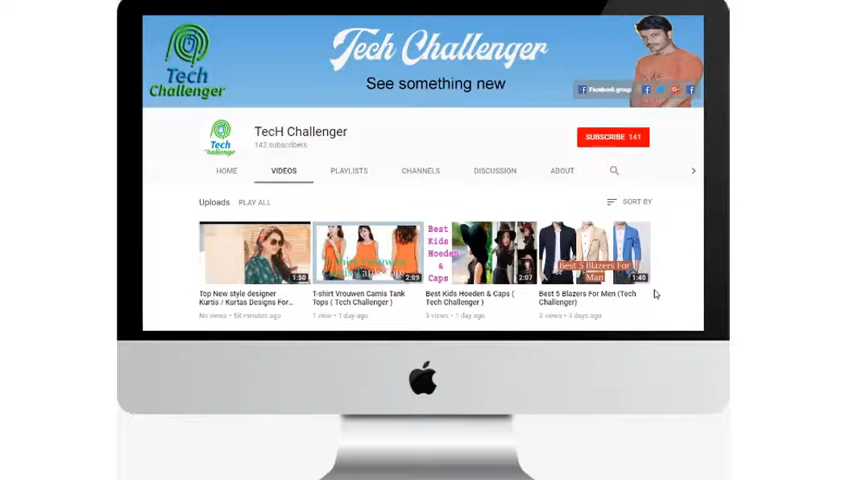 Tech Challenger
See something new
Tech
Challenger
Facebook group
Tech
Challenger
TecH Challenger
142 subscribers
SUBSCRIBE 141
HOME
VIDEOS
PLAYLISTS
CHANNELS
DISCUSSION
ABOUT
Uploads
PLAY ALL
SORT BY
1:50
2:09
Best
Kids
Hoeden
&
Caps
2:07
Best 5 Blazers For
Man
1:40
Top New style designer
Kurtis / Kurtas Designs For...
No views • 58 minutes ago
T-shirt Vrouwen Camis Tank
Tops ( Tech Challenger )
1 view • 1 day ago
Best Kids Hoeden & Caps (
Tech Challenger )
3 views • 1 day ago
Best 5 Blazers For Men (Tech
Challenger)
3 views • 3 days ago